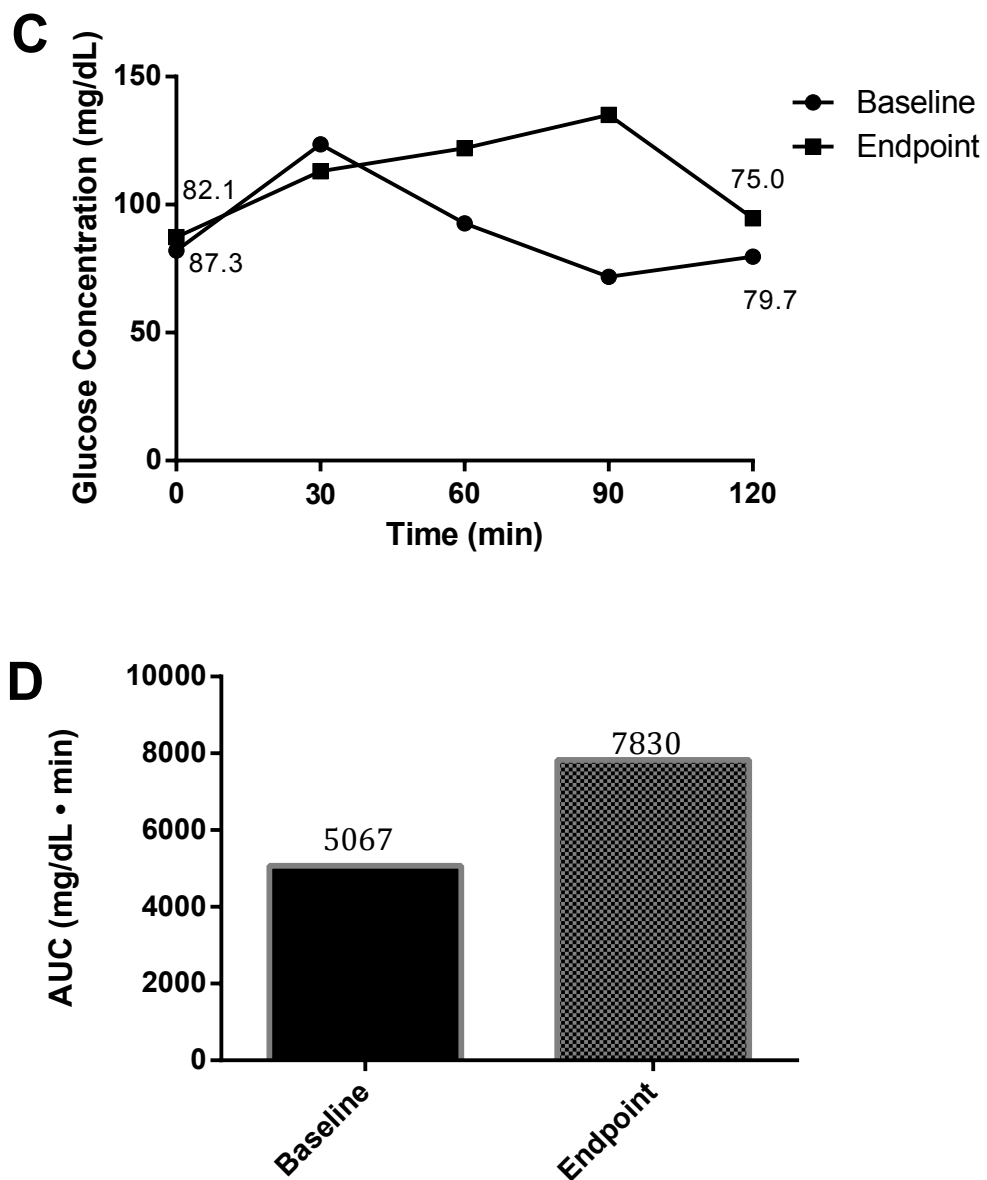 C
Glucose Concentration (mg/dL)
150
100
50
0
82.1
87.3
75.0
79.7
0 30 60 90 120
Time (min)
Baseline
Endpoint
D
AUC (mg/dL • min)
10000
8000
6000
4000
2000
0
5067
7830
Baseline
Endpoint